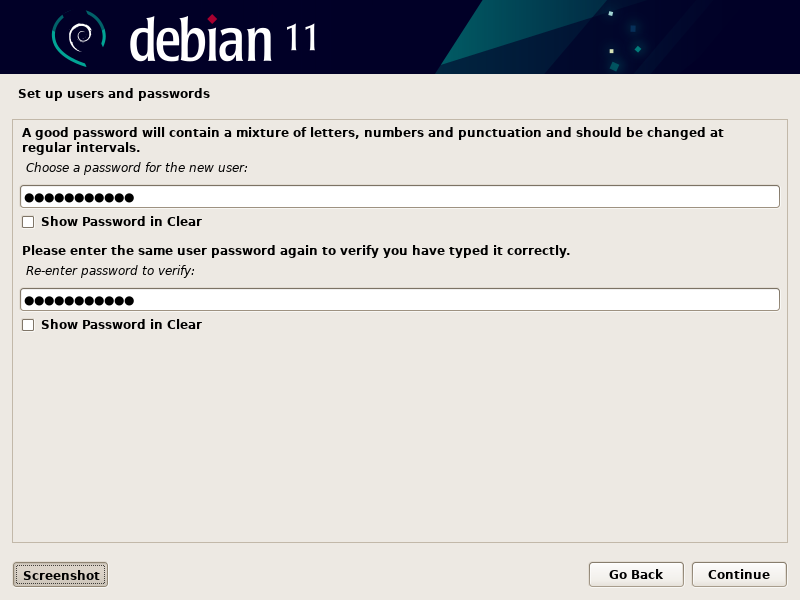 debian 11
Set up users and passwords
A good password will contain a mixture of letters, numbers and punctuation and should be changed at
regular intervals.
Choose a password for the new user:
●●●●●●●●●●●
Show Password in Clear
Please enter the same user password again to verify you have typed it correctly.
Re-enter password to verify:
●●●●●●●●●●●
Show Password in Clear
Screenshot Go Back Continue